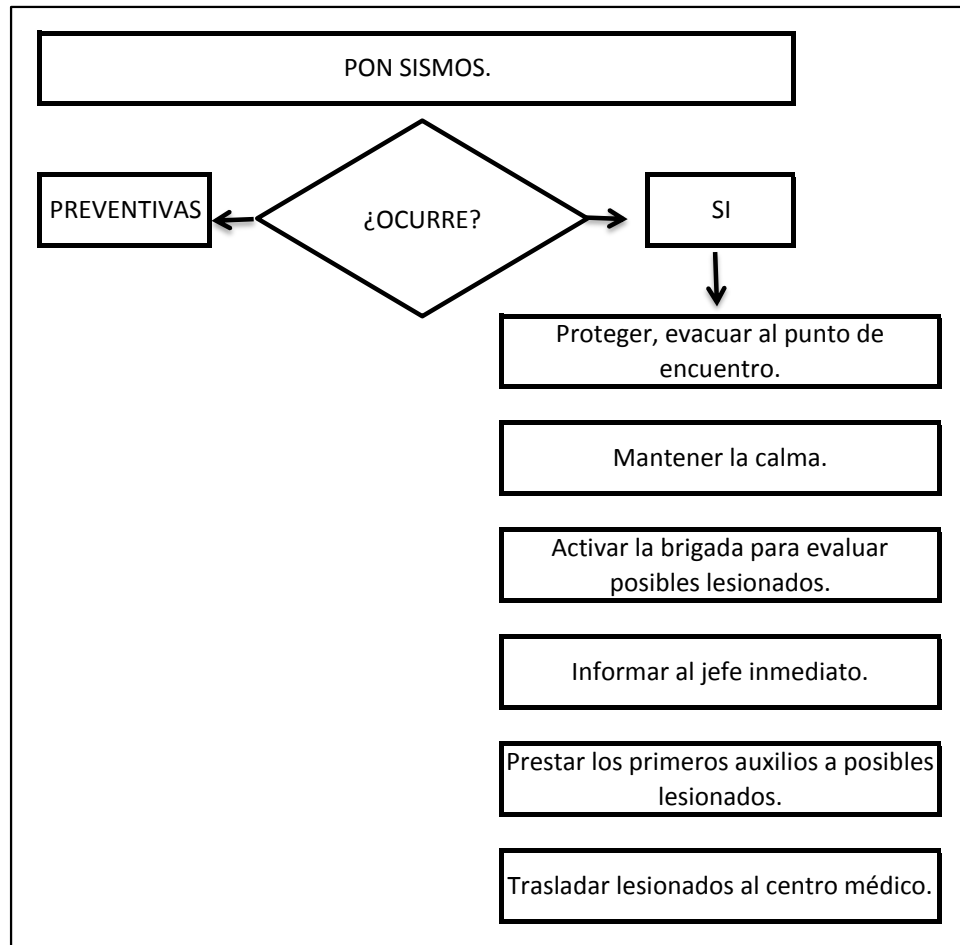 PON SISMOS.
PREVENTIVAS
¿OCURRE?
SI
Proteger, evacuar al punto de
encuentro.
Mantener la calma.
Activar la brigada para evaluar
posibles lesionados.
Informar al jefe inmediato.
Prestar los primeros auxilios a posibles
lesionados.
Trasladar lesionados al centro médico.